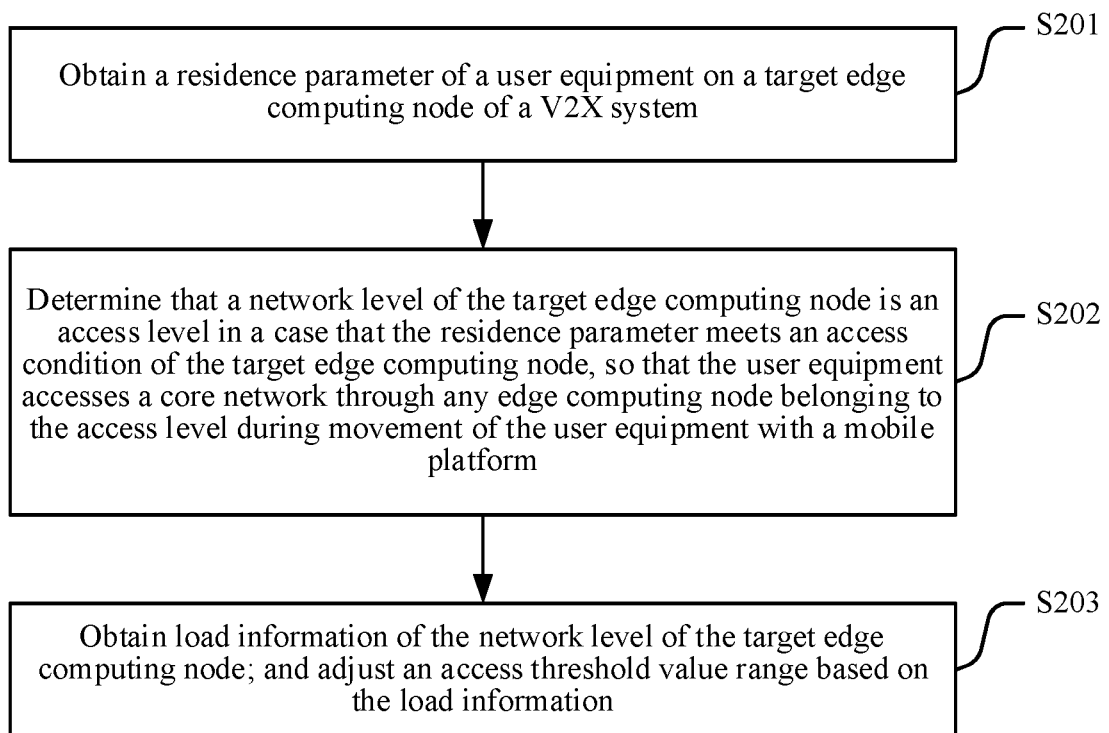 S201
Obtain a residence parameter of a user equipment on a target edge
computing node of a V2X system
S202
Determine that a network level of the target edge computing node is an
access level in a case that the residence parameter meets an access
condition of the target edge computing node, so that the user equipment
accesses a core network through any edge computing node belonging to
the access level during movement of the user equipment with a mobile
platform
S203
Obtain load information of the network level of the target edge
computing node; and adjust an access threshold value range based on
the load information